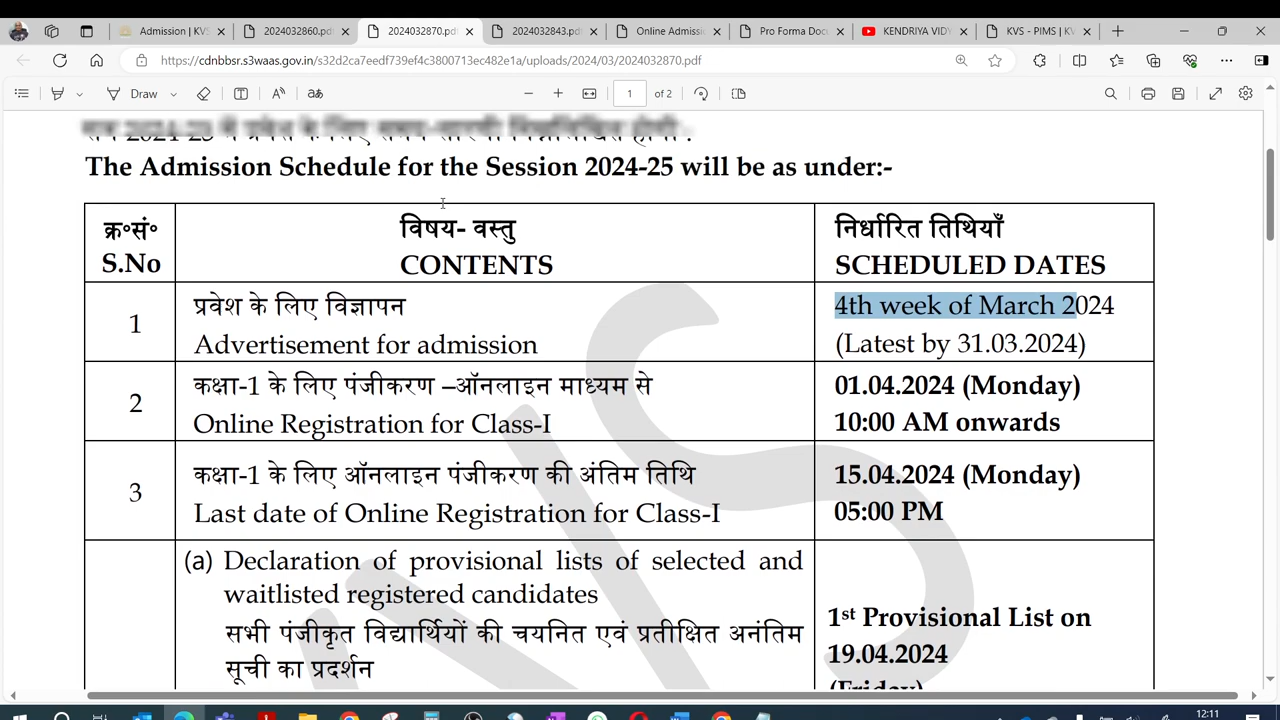 Admission | KVS
2024032860.pdf
2024032870.pdf
2024032843.pdf
Online Admissi
Pro Forma Doc
KENDRIYA VIDY
KVS - PIMS | K
https://cdnbbsr.s3waas.gov.in/s32d2ca7eedf739ef4c3800713ec482e1a/uploads/2024/03/2024032870.pdf
Draw
1 of 2
The Admission Schedule for the Session 2024-25 will be as under:-
क्र॰सं॰
S.No
विषय- वस्तु
CONTENTS
निर्धारित तिथियाँ
SCHEDULED DATES
1
प्रवेश के लिए विज्ञापन
Advertisement for admission
4th week of March 2024
(Latest by 31.03.2024)
2
कक्षा-1 के लिए पंजीकरण –ऑनलाइन माध्यम से
Online Registration for Class-I
01.04.2024 (Monday)
10:00 AM onwards
3
कक्षा-1 के लिए ऑनलाइन पंजीकरण की अंतिम तिथि
Last date of Online Registration for Class-I
15.04.2024 (Monday)
05:00 PM
(a) Declaration of provisional lists of selected and
waitlisted registered candidates
सभी पंजीकृत विद्यार्थियों की चयनित एवं प्रतीक्षित अनंतिम
सूची का प्रदर्शन
1st Provisional List on
19.04.2024
(Friday)
12:11